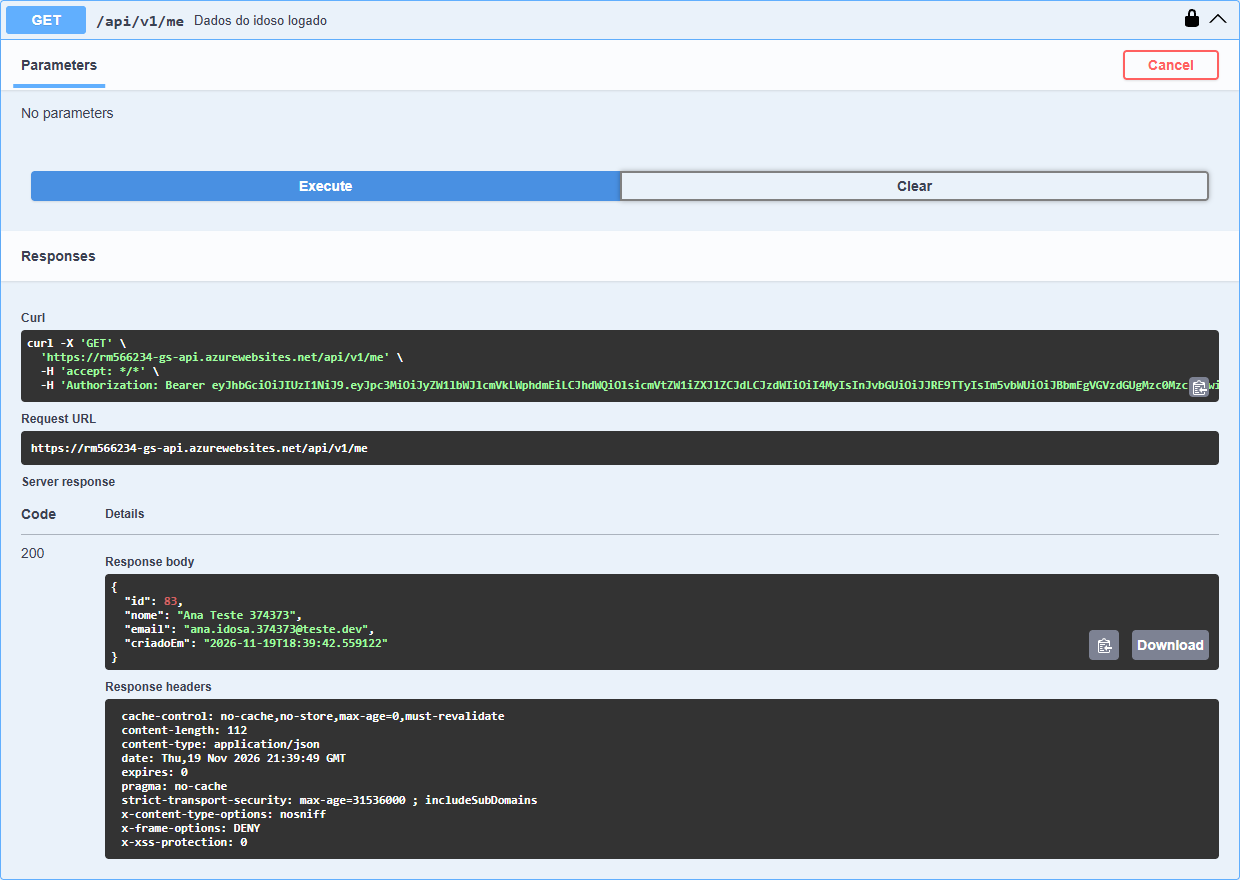 GET /api/v1/me Dados do idoso logado
Parameters
Cancel
No parameters
Execute
Clear
Responses
Curl
curl -X 'GET' \
'https://rm566234-gs-api.azurewebsites.net/api/v1/me' \
-H 'accept: */*' \
-H 'Authorization: Bearer
Request URL
https://rm566234-gs-api.azurewebsites.net/api/v1/me
Server response
Code Details
200
Response body
{
"id": 83,
"nome": "Ana Teste 374373",
"email": "ana.idosa.374373@teste.dev",
"criadoEm": "2026-11-19T18:39:42.559122"
}
Download
Response headers
cache-control: no-cache,no-store,max-age=0,must-revalidate
content-length: 112
content-type: application/json
date: Thu,19 Nov 2026 21:39:49 GMT
expires: 0
pragma: no-cache
strict-transport-security: max-age=31536000 ; includeSubDomains
x-content-type-options: nosniff
x-frame-options: DENY
x-xss-protection: 0